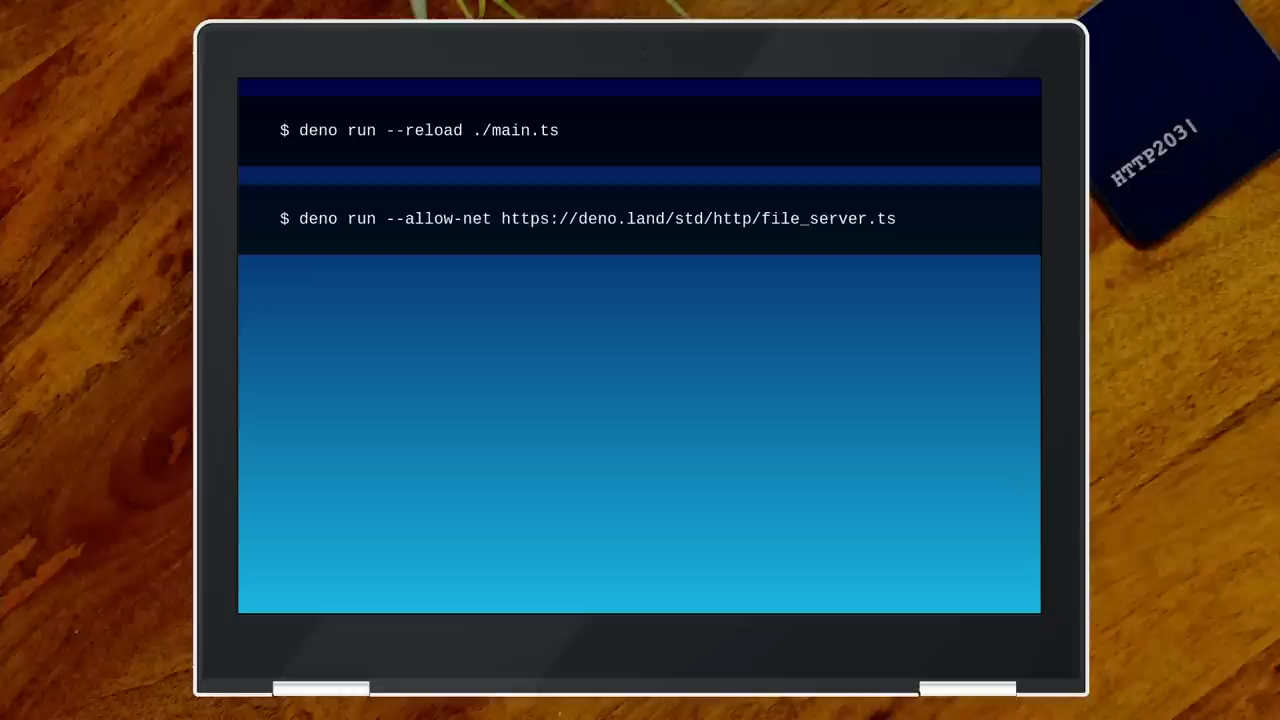 $ deno run --reload ./main.ts
$ deno run --allow-net https://deno.land/std/http/file_server.ts
HTTP203|